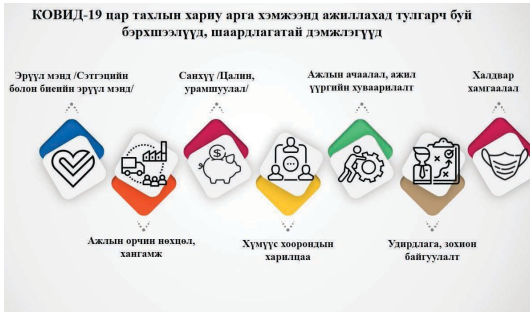 КОВИД-19 цар тахлын хариу арга хэмжээнд ажиллахад тулгарч буй
бэрхшээлүүд, шаардлагатай дэмжлэгүүд
Эрүүл мэнд /Сэтгэцийн
болон биеийн эрүүл мэнд/
Санхүү /Цалин,
урамшуулал/
Ажлын ачаалал, ажил
үүргийн хуваарилалт
Халдвар
хамгаалал
Ажлын орчин нөхцөл,
хангамж
Хүмүүс хоорондын
харилцаа
Удирдлага, зохион
байгуулалт